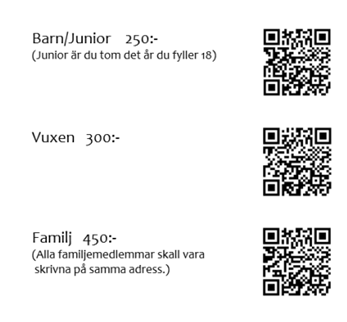 Barn/Junior 250:-
(Junior är du tom det år du fyller 18)
Vuxen 300:-
Familj 450:-
(Alla familjemedlemmar skall vara
skrivna på samma adress.)